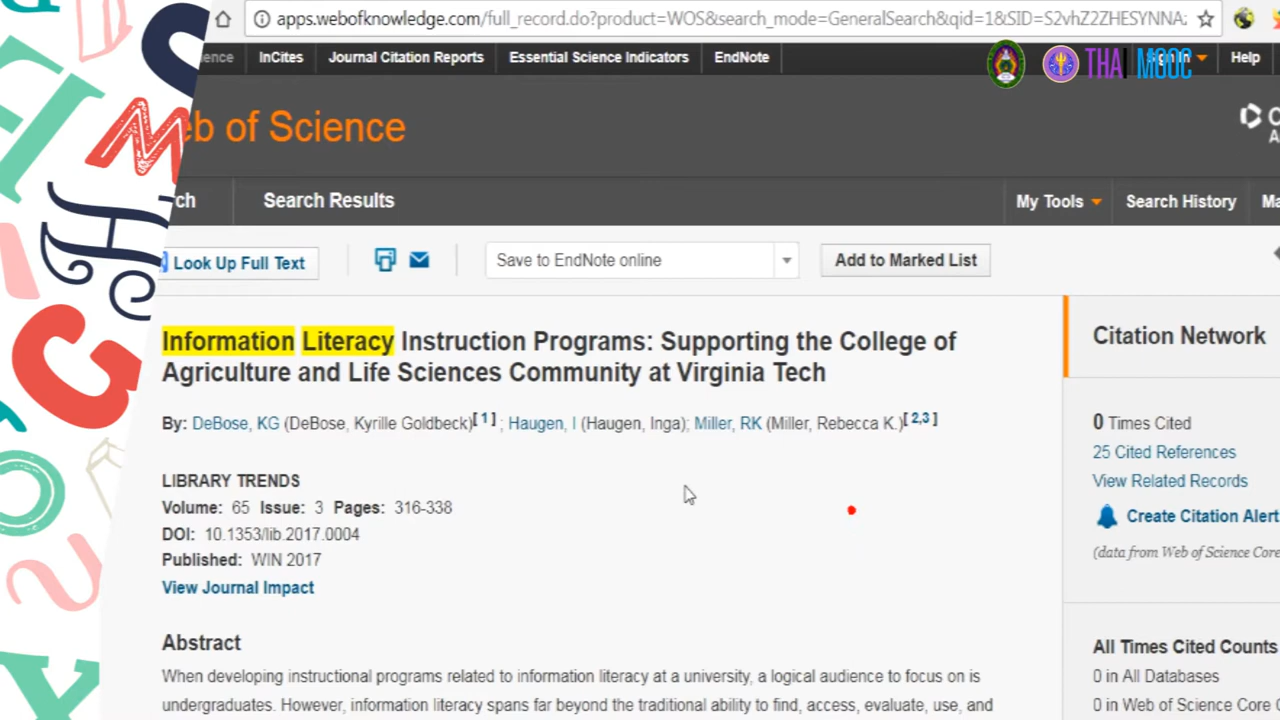 apps.webofknowledge.com/full_record.do?product=WOS&search_mode=GeneralSearch&qid=1&SID=S2vhZ2ZHESYNNA
ence InCites Journal Citation Reports Essential Science Indicators EndNote Sign In Help
THAI MOOC
eb of Science
rch Search Results My Tools Search History Ma
Look Up Full Text Save to EndNote online Add to Marked List
Information Literacy Instruction Programs: Supporting the College of
Agriculture and Life Sciences Community at Virginia Tech
By: DeBose, KG (DeBose, Kyrille Goldbeck)[ 1 ] ; Haugen, I (Haugen, Inga); Miller, RK (Miller, Rebecca K.)[ 2,3 ]
LIBRARY TRENDS
Volume: 65 Issue: 3 Pages: 316-338
DOI: 10.1353/lib.2017.0004
Published: WIN 2017
View Journal Impact
Abstract
When developing instructional programs related to information literacy at a university, a logical audience to focus on is
undergraduates. However, information literacy spans far beyond the traditional ability to find, access, evaluate, use, and
Citation Network
0 Times Cited
25 Cited References
View Related Records
Create Citation Alert
(data from Web of Science Core
All Times Cited Counts
0 in All Databases
0 in Web of Science Core